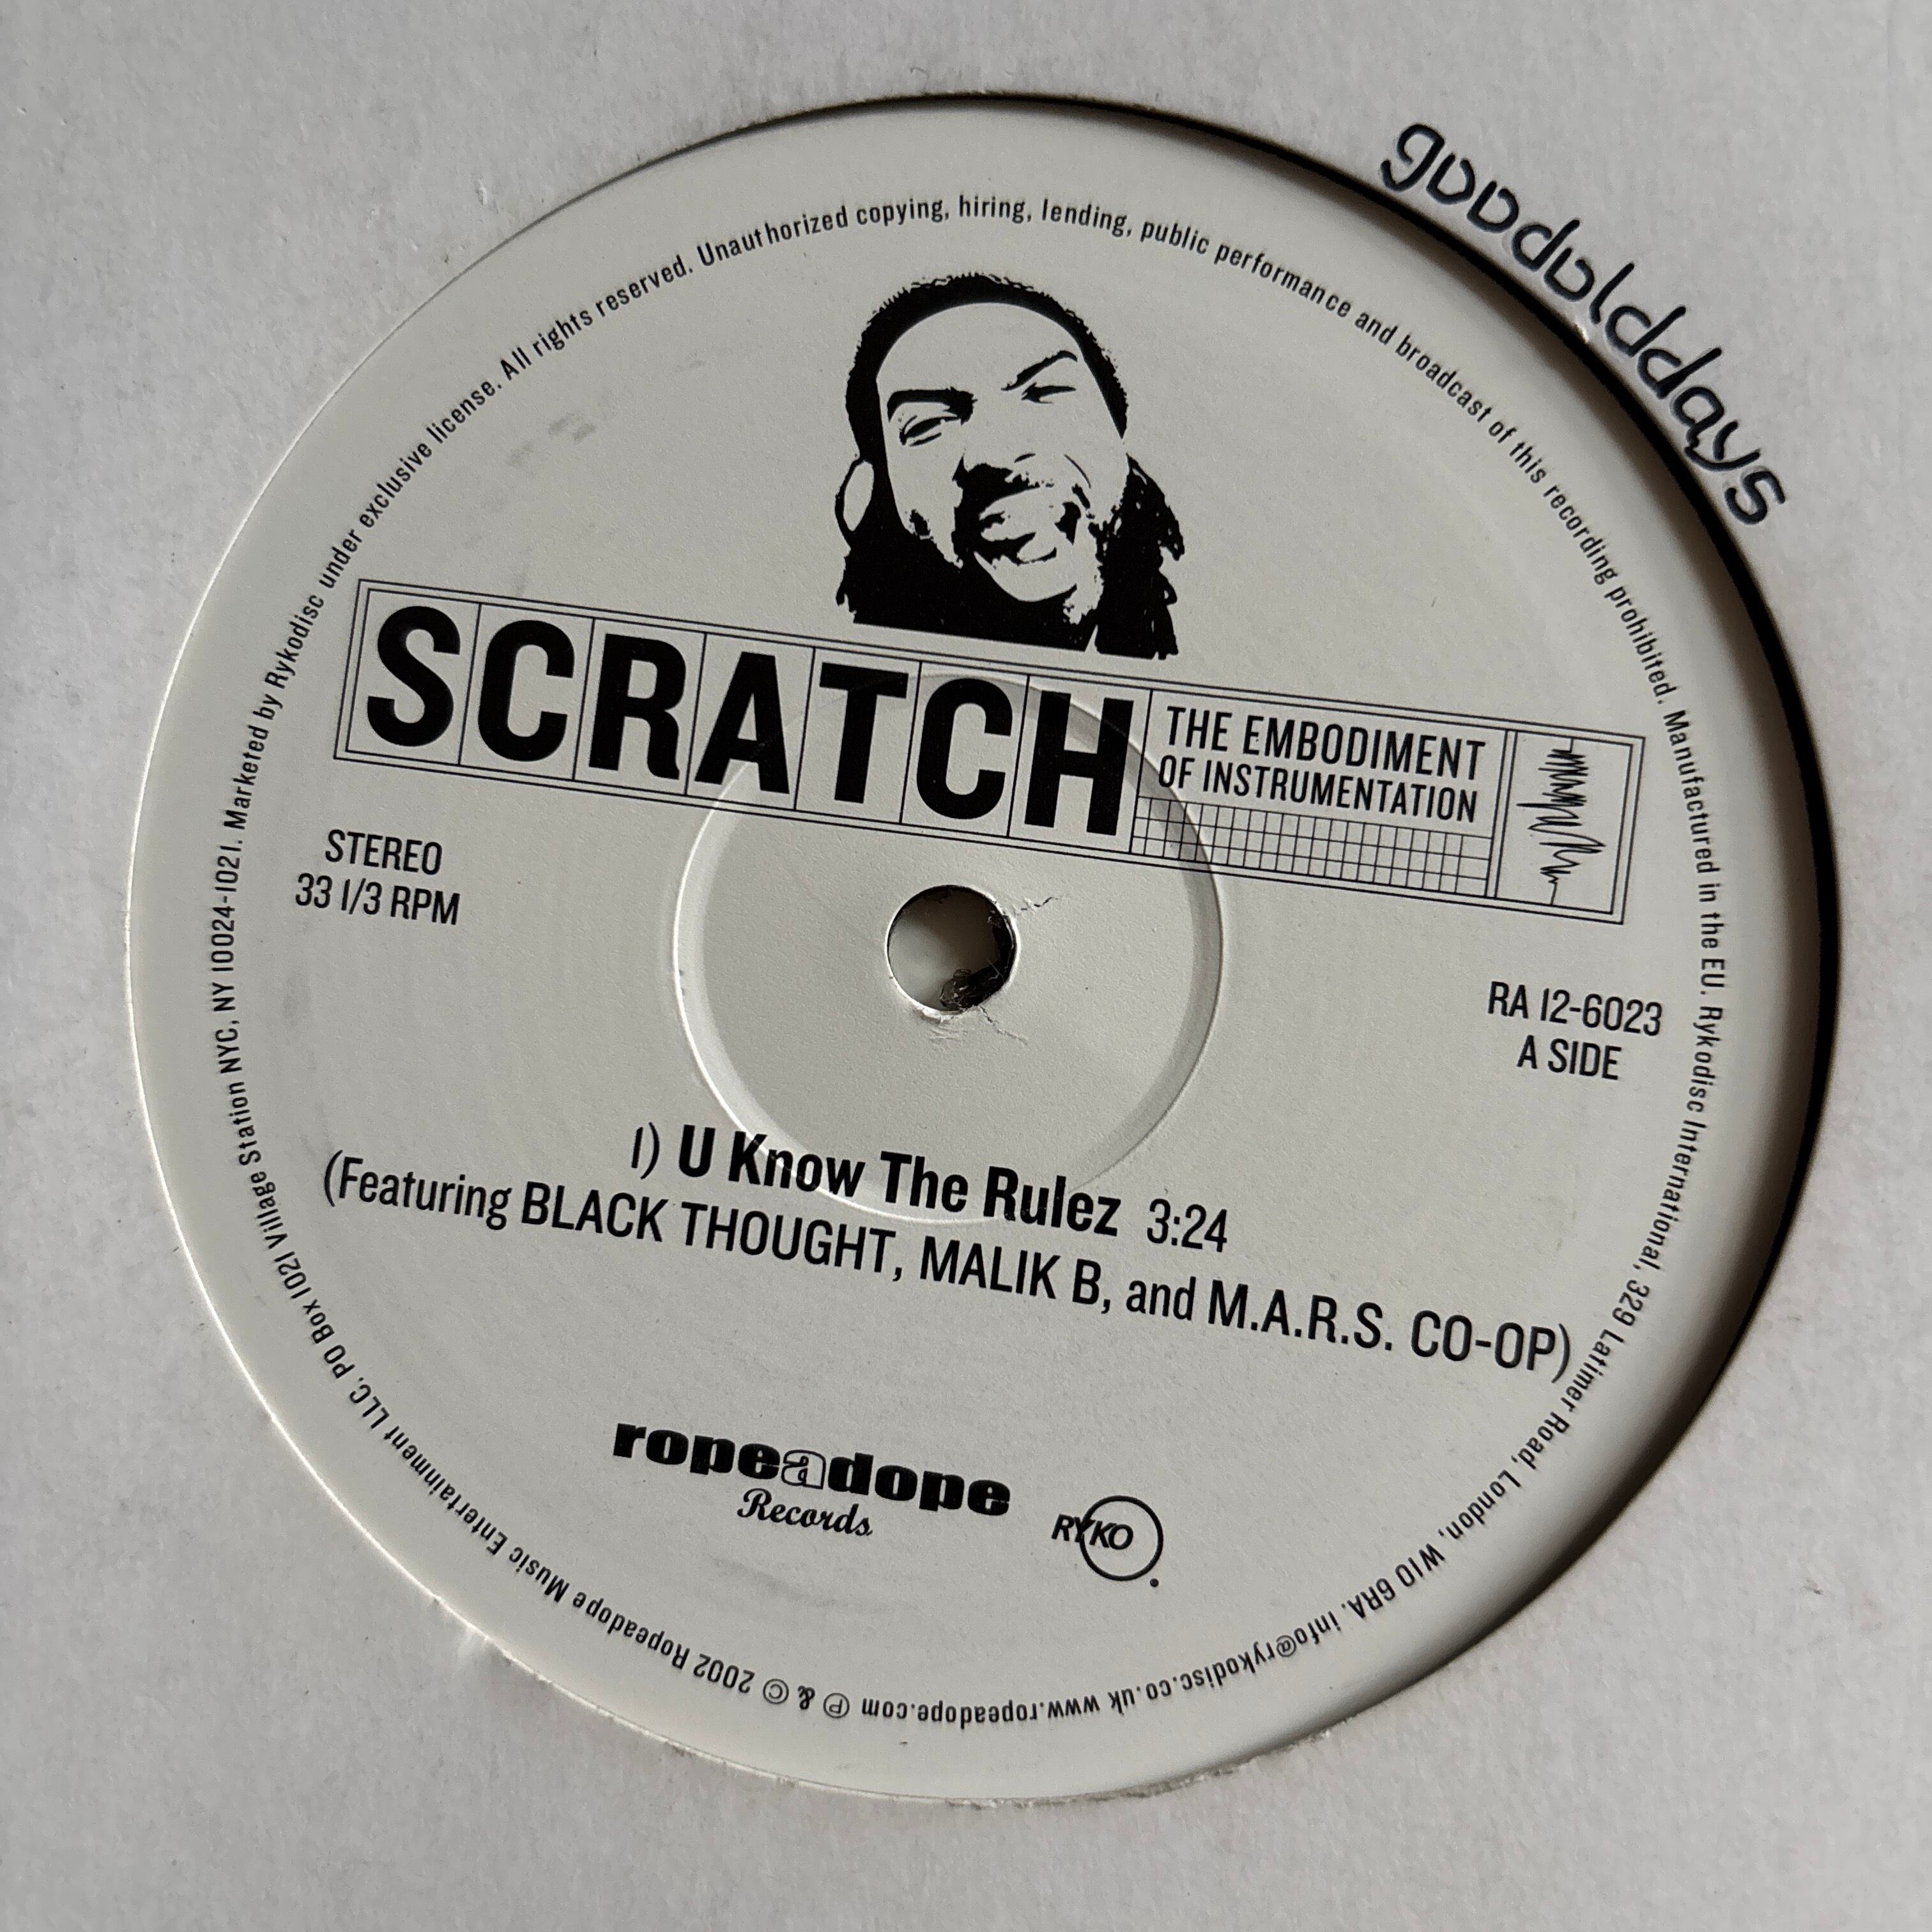 gooddolddays
SCRATCH
THE EMBODIMENT
OF INSTRUMENTATION
STEREO
33 1/3 RPM
RA 12-6023
A SIDE
1) U Know The Rulez 3:24
(Featuring BLACK THOUGHT, MALIK B, and M.A.R.S. CO-OP)
ropeadope
Records
RYKO
℗ & © 2002 Ropeadope Music Entertainment LLC, PO Box 1021 Village Station NYC, NY 10024-1021. Marketed by Rykodisc under exclusive license. All rights reserved. Unauthorized copying, hiring, lending, public performance and broadcast of this recording prohibited. Manufactured in the EU. Rykodisc International, 329 Latimer Road, London, W10 6RA. info@rykodisc.co.uk www.ropeadope.com